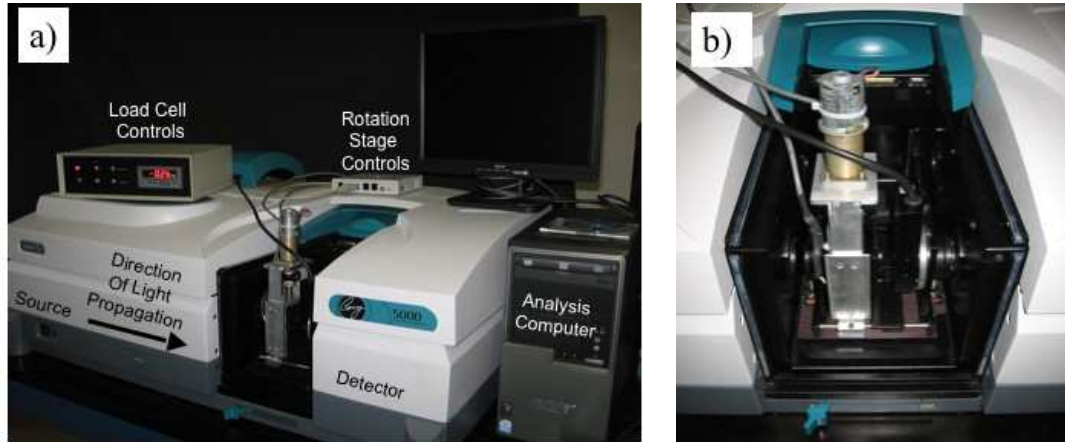 a)
Load Cell
Controls
Rotation
Stage
Controls
Direction
Of Light
Propagation
Source
5000
Detector
Analysis
Computer
b)